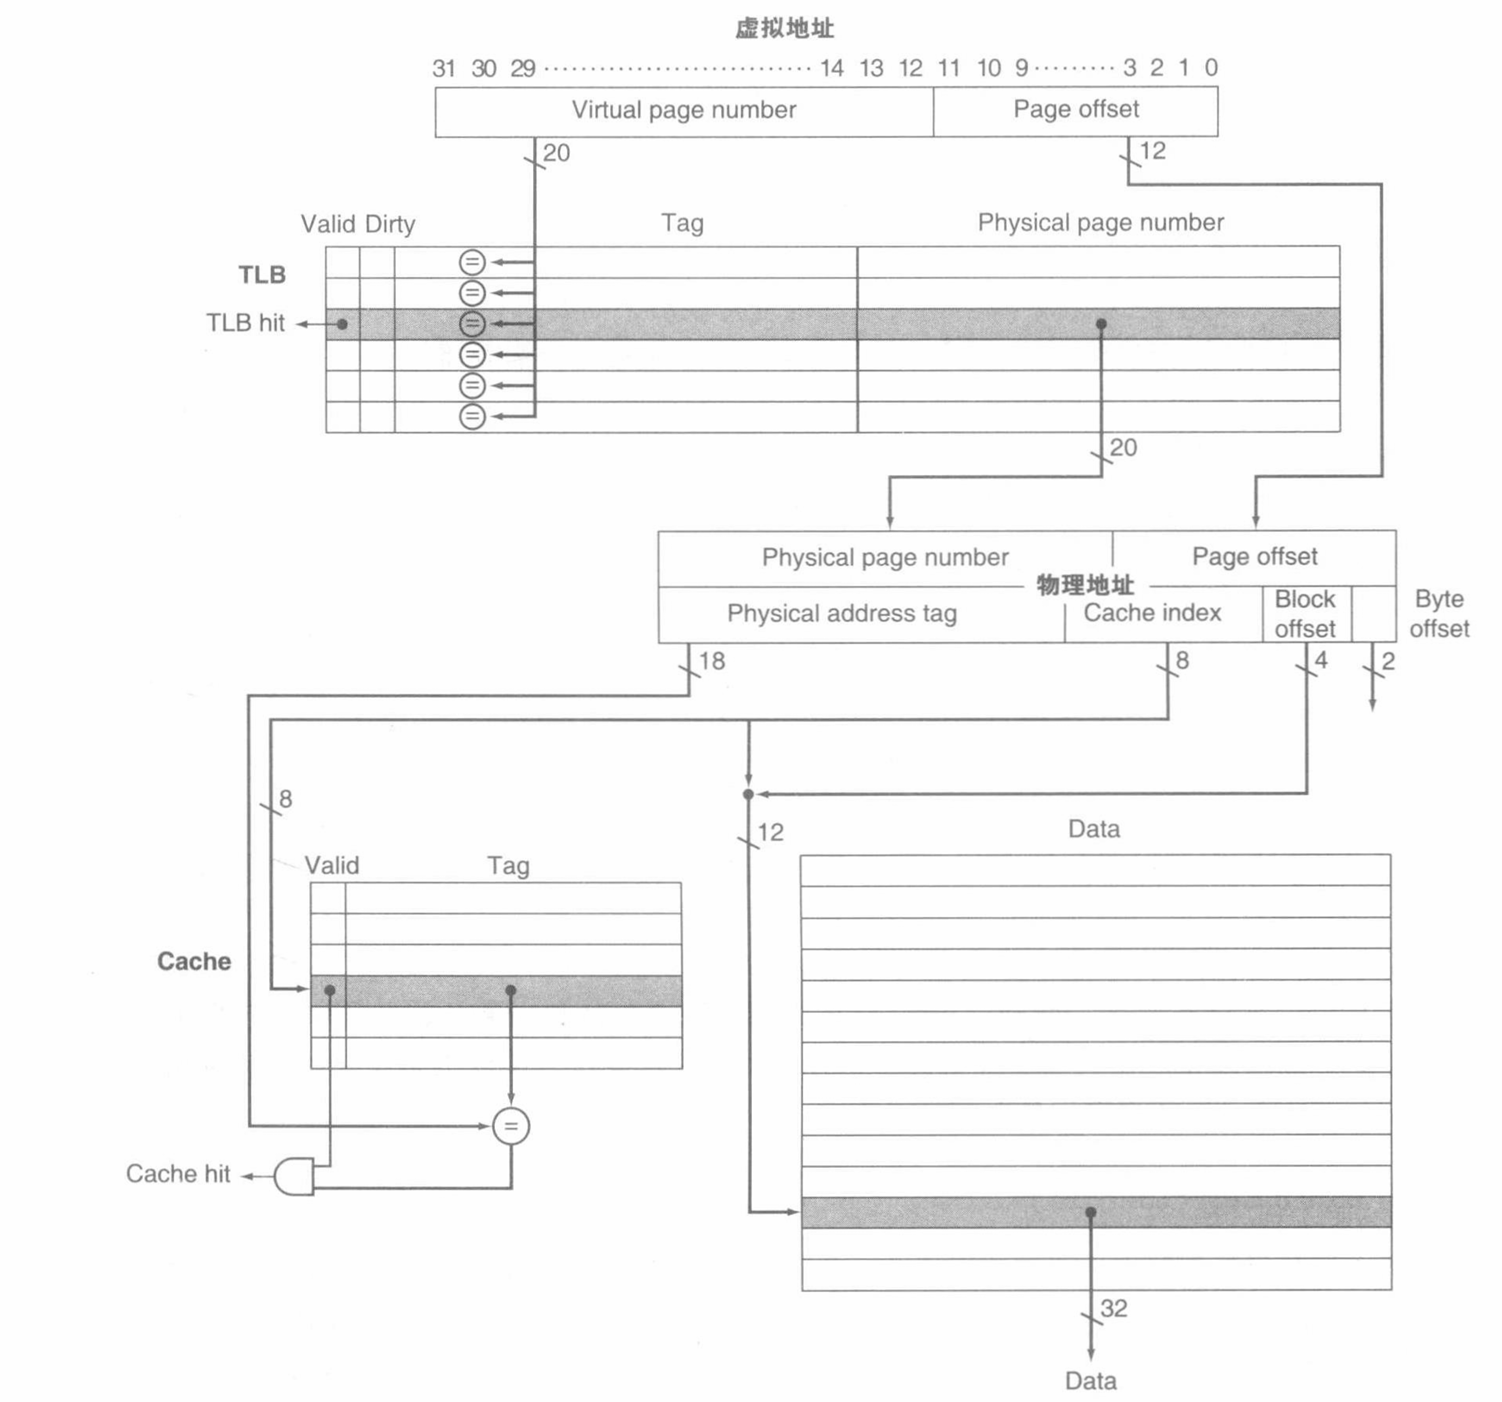 虚拟地址
31 30 29 ............................ 14 13 12 11 10 9 ......... 3 2 1 0
Virtual page number Page offset
20 12
Valid Dirty Tag Physical page number
TLB
=
=
TLB hit =
=
=
=
20
Physical page number Page offset
物理地址
Physical address tag Cache index Block offset Byte offset
18 8 4 2
8
12
Data
Valid Tag
Cache
=
Cache hit
32
Data